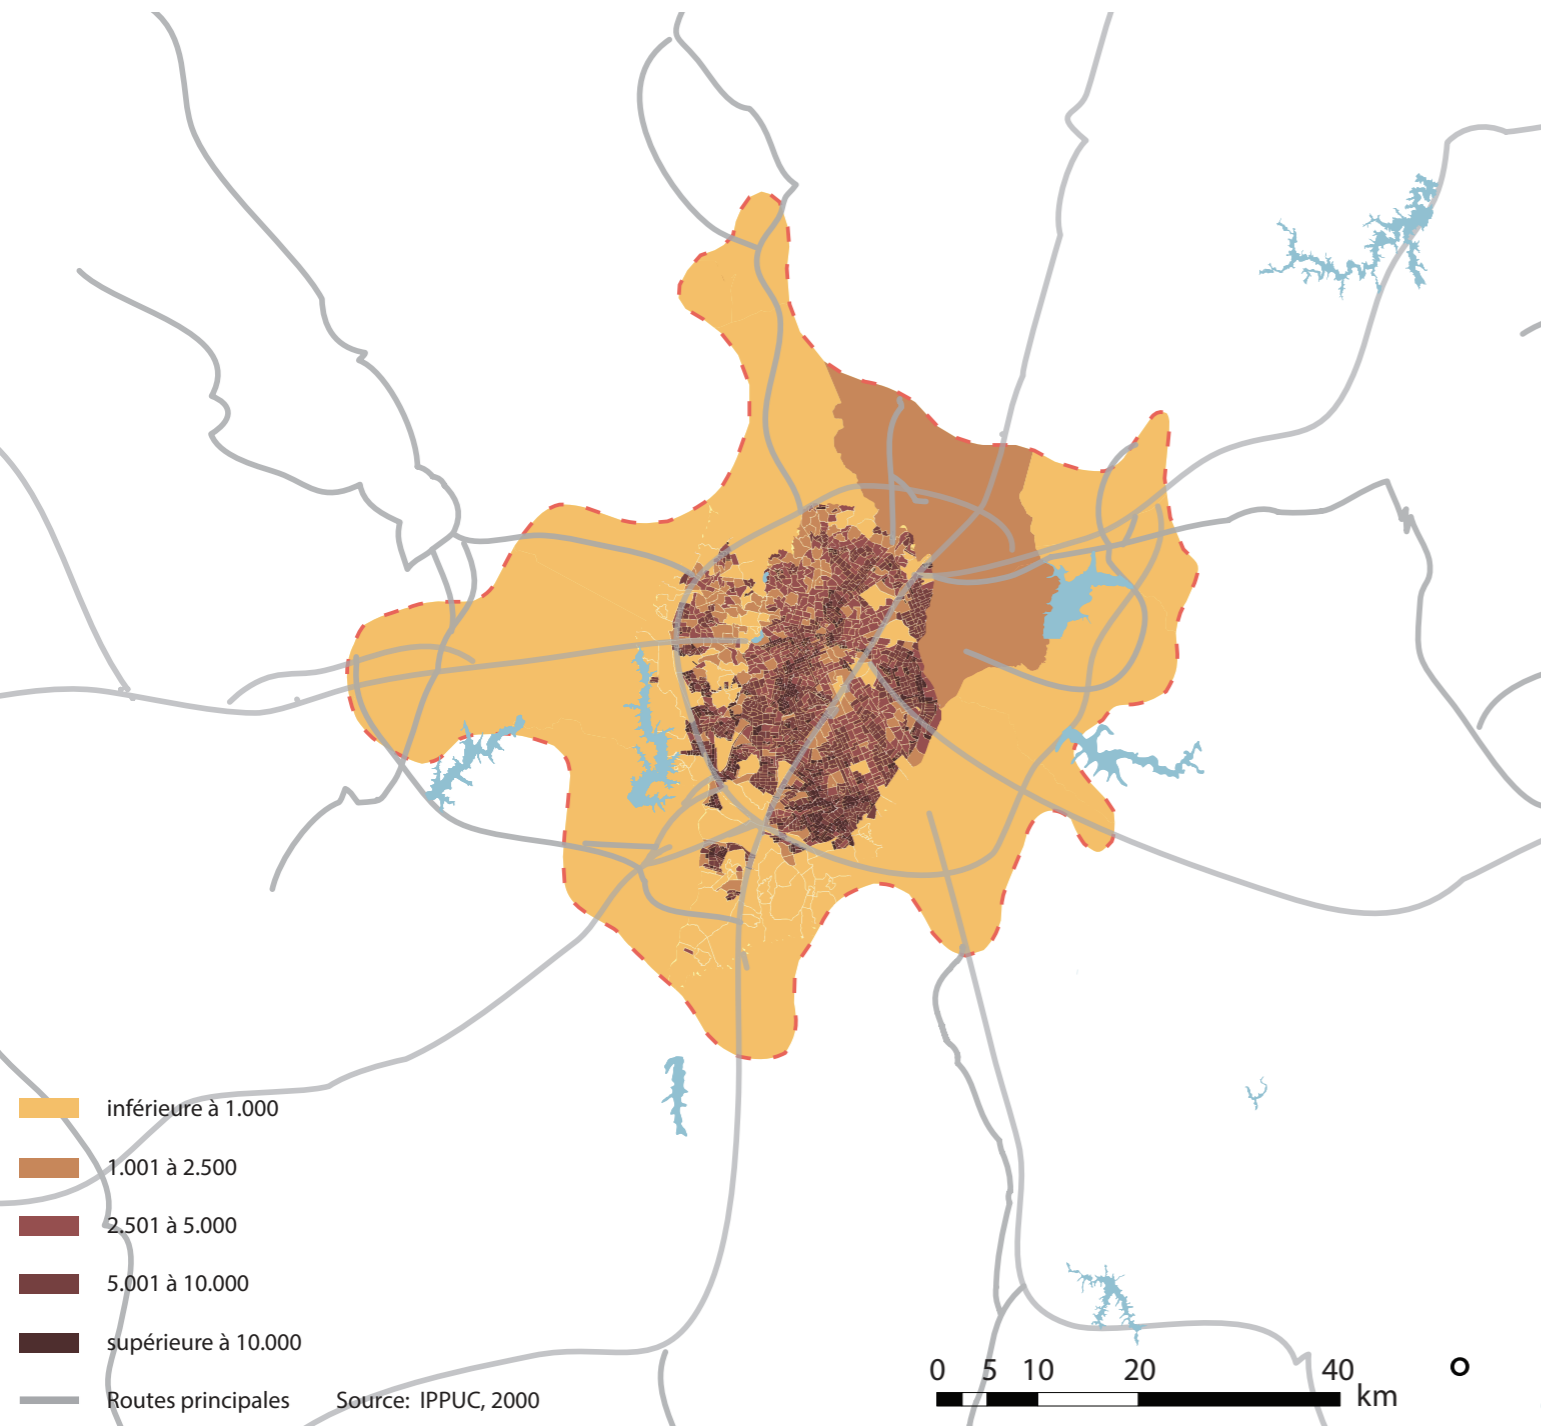 inférieure à 1.000
1.001 à 2.500
2.501 à 5.000
5.001 à 10.000
supérieure à 10.000
Routes principales Source: IPPUC, 2000
0 5 10 20 40
km